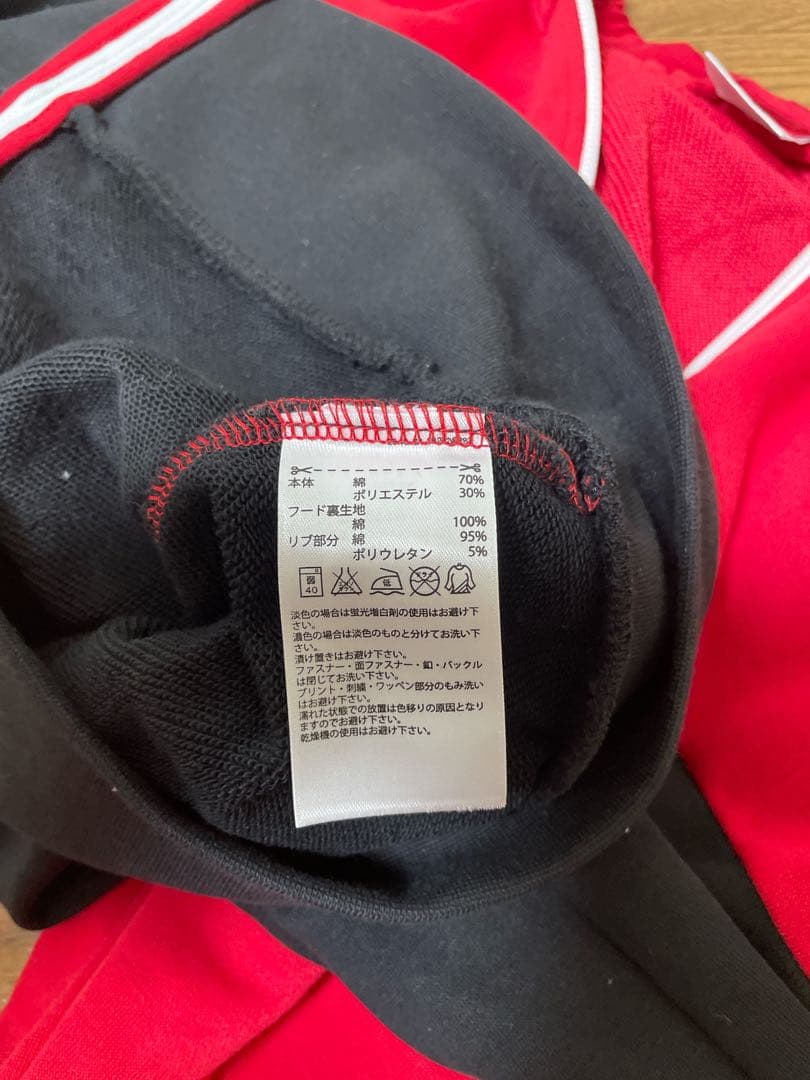 本体 綿 70%
ポリエステル 30%
フード裏生地
綿 100%
リブ部分 綿 95%
ポリウレタン 5%
40 低
淡色の場合は蛍光増白剤の使用はお避け下
さい。
濃色の場合は淡色のものと分けてお洗い下
さい。
漬け置きはお避け下さい。
ファスナー・面ファスナー・釦・バックル
は閉じてお洗い下さい。
プリント・刺繍・ワッペン部分のもみ洗い
はお避け下さい。
濡れた状態での放置は色移りの原因となり
ますのでお避け下さい。
乾燥機の使用はお避け下さい。